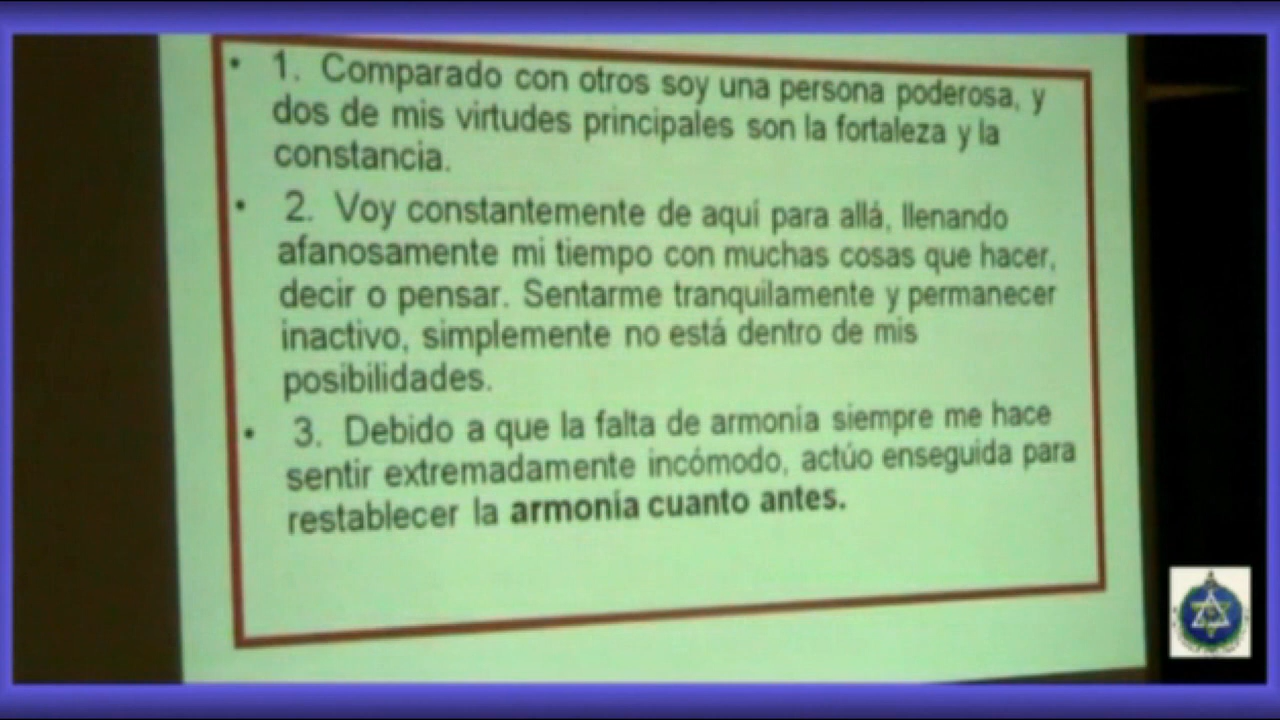 • 1. Comparado con otros soy una persona poderosa, y
dos de mis virtudes principales son la fortaleza y la
constancia.
• 2. Voy constantemente de aquí para allá, llenando
afanosamente mi tiempo con muchas cosas que hacer,
decir o pensar. Sentarme tranquilamente y permanecer
inactivo, simplemente no está dentro de mis
posibilidades.
• 3. Debido a que la falta de armonía siempre me hace
sentir extremadamente incómodo, actúo enseguida para
restablecer la armonía cuanto antes.